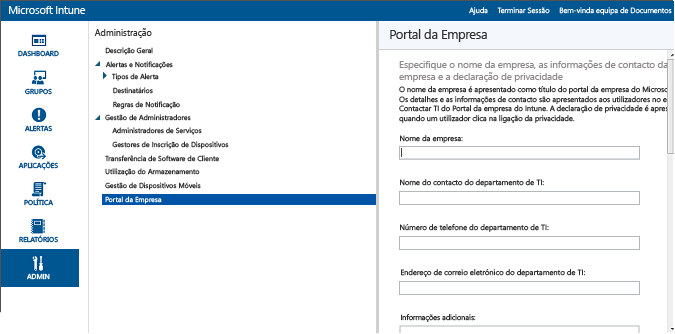 Microsoft Intune
Ajuda Terminar Sessão Bem-vinda equipa de Documentos
DASHBOARD
GRUPOS
ALERTAS
APLICAÇÕES
POLÍTICA
RELATÓRIOS
ADMIN
Administração
Descrição Geral
Alertas e Notificações
Tipos de Alerta
Destinatários
Regras de Notificação
Gestão de Administradores
Administradores de Serviços
Gestores de Inscrição de Dispositivos
Transferência de Software de Cliente
Utilização do Armazenamento
Gestão de Dispositivos Móveis
Portal da Empresa
Portal da Empresa
Especifique o nome da empresa, as informações de contacto da
empresa e a declaração de privacidade
O nome da empresa é apresentado como título do portal da empresa do Micros
Os detalhes e as informações de contacto são apresentados aos utilizadores no e
Contactar TI do Portal da empresa do Intune. A declaração de privacidade é apres
quando um utilizador clica na ligação da privacidade.
Nome da empresa:
Nome do contacto do departamento de TI:
Número de telefone do departamento de TI:
Endereço de correio eletrónico do departamento de TI:
Informações adicionais: